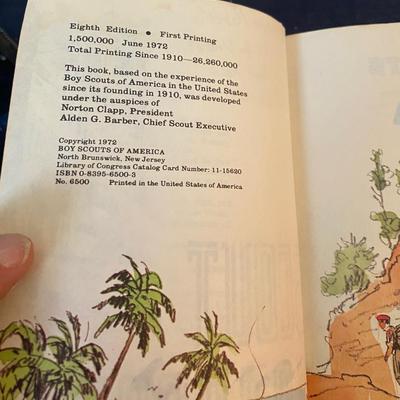 Eighth Edition • First Printing
1,500,000 June 1972
Total Printing Since 1910—26,260,000
This book, based on the experience of the
Boy Scouts of America in the United States
since its founding in 1910, was developed
under the auspices of
Norton Clapp, President
Alden G. Barber, Chief Scout Executive
Copyright 1972
BOY SCOUTS OF AMERICA
North Brunswick, New Jersey
Library of Congress Catalog Card Number: 11-15620
ISBN 0-8395-6500-3
No. 6500 Printed in the United States of America